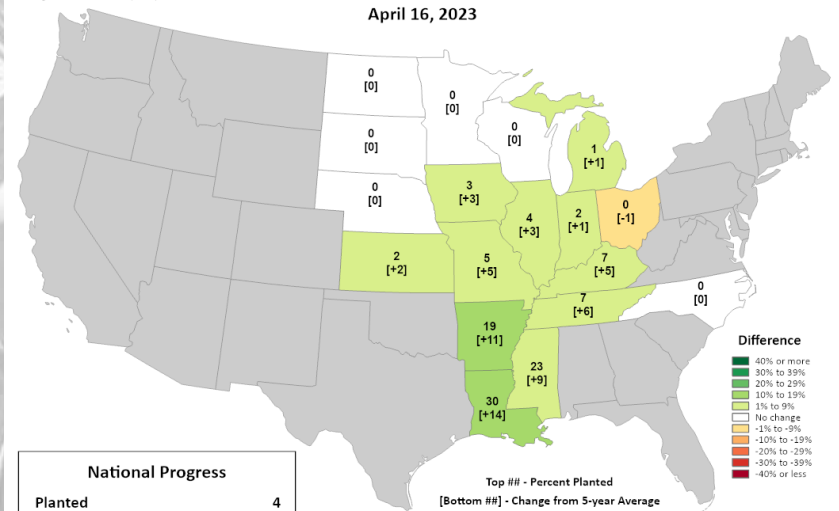 April 16, 2023
0
[0]
0
[0]
0
[0]
0
[0]
1
[+1]
0
[0]
3
[+3]
4
[+3]
2
[+1]
0
[-1]
2
[+2]
5
[+5]
7
[+5]
7
[+6]
0
[0]
19
[+11]
23
[+9]
30
[+14]
Difference
40% or more
30% to 39%
20% to 29%
10% to 19%
1% to 9%
No change
-1% to -9%
-10% to -19%
-20% to -29%
-30% to -39%
-40% or less
National Progress
Planted 4
Top ## - Percent Planted
[Bottom ##] - Change from 5-year Average